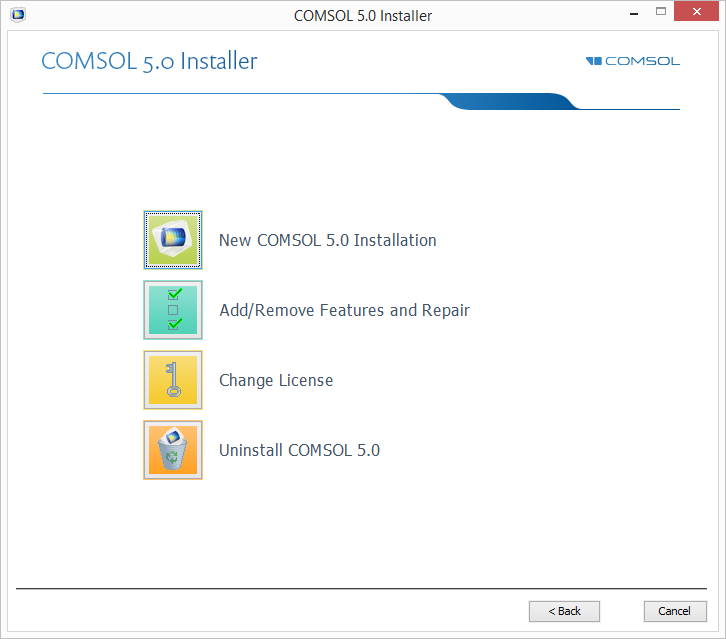 COMSOL 5.0 Installer
COMSOL 5.0 Installer
COMSOL
New COMSOL 5.0 Installation
Add/Remove Features and Repair
Change License
Uninstall COMSOL 5.0
< Back
Cancel